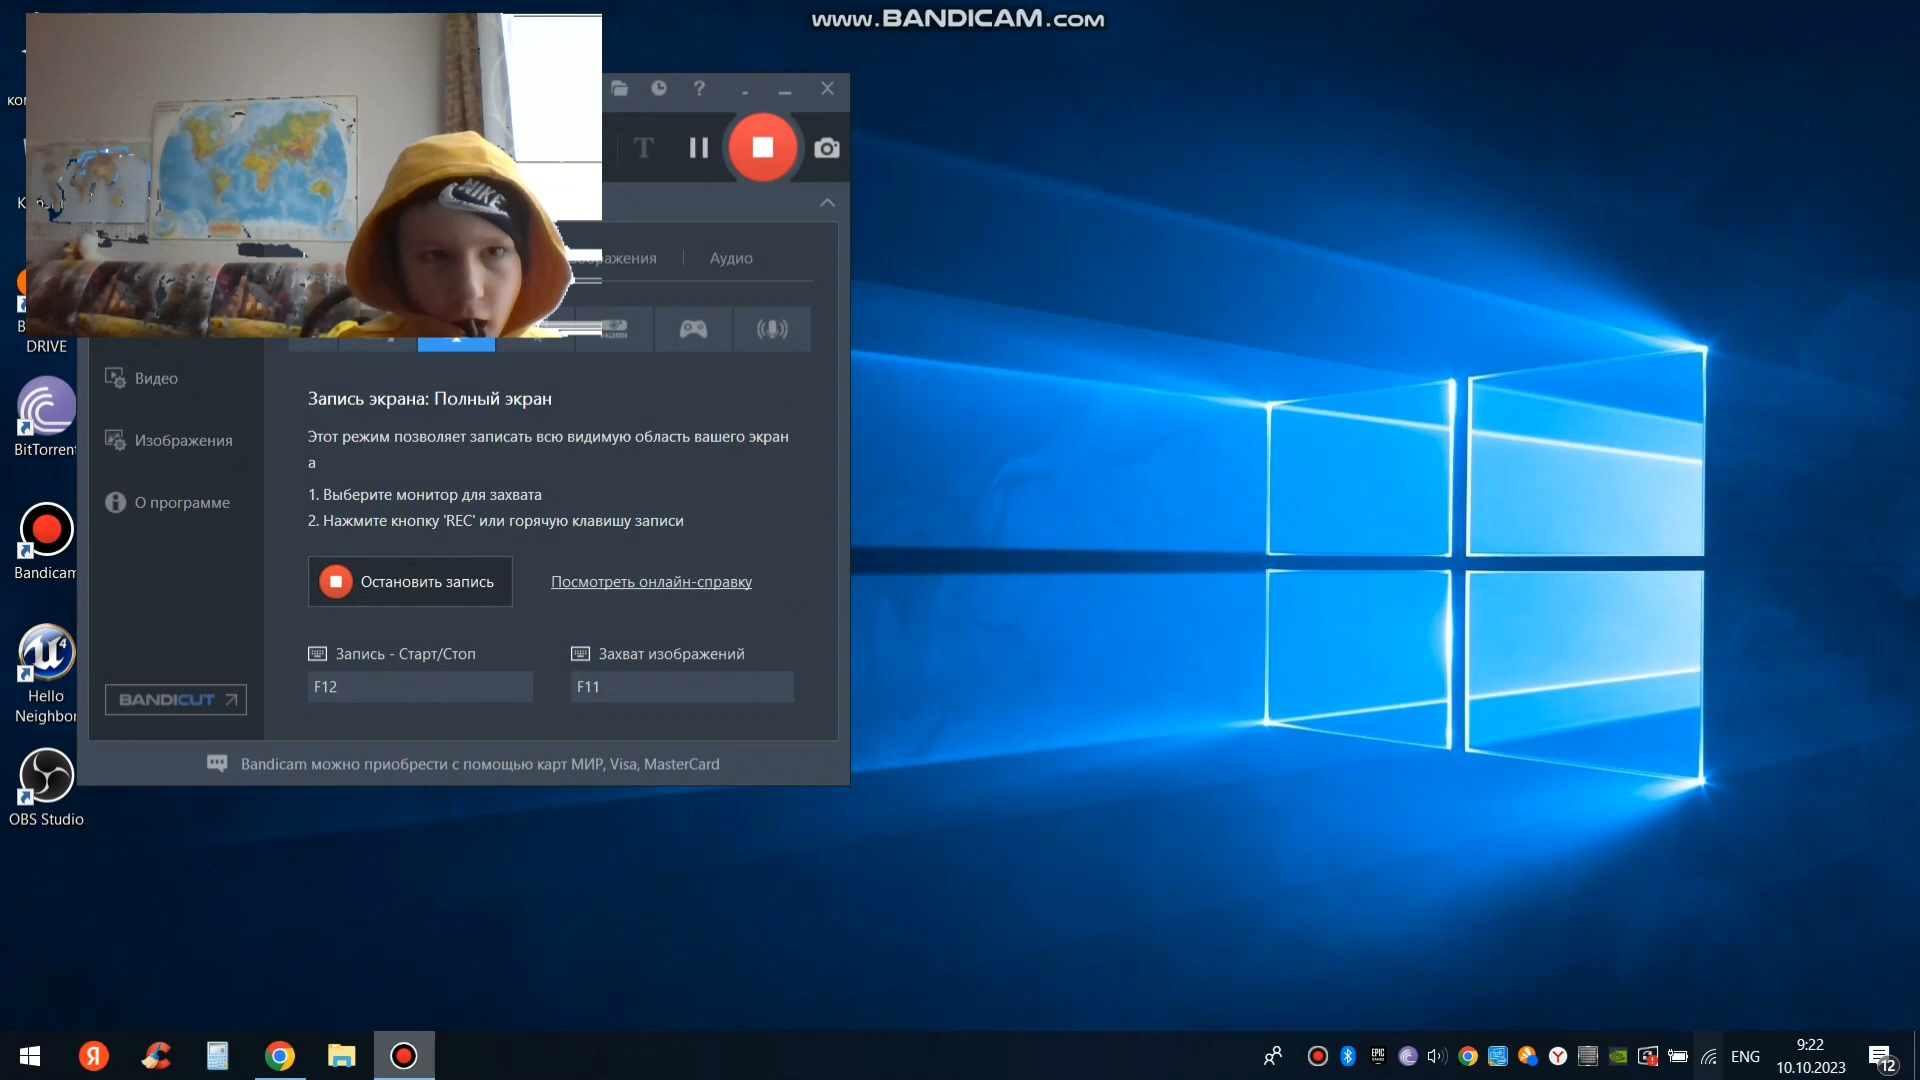 www.BANDICAM.com
NIKE
Аудио
HDMI
DRIVE
Видео
Изображения
О программе
BANDICUT
Запись экрана: Полный экран
Этот режим позволяет записать всю видимую область вашего экран
а
1. Выберите монитор для захвата
2. Нажмите кнопку 'REC' или горячую клавишу записи
Остановить запись
Посмотреть онлайн-справку
Запись - Старт/Стоп
Захват изображений
F12
F11
Bandicam можно приобрести с помощью карт МИР, Visa, MasterCard
BitTorrent
Bandicam
Hello
Neighbor
OBS Studio
ENG
9:22
10.10.2023
12